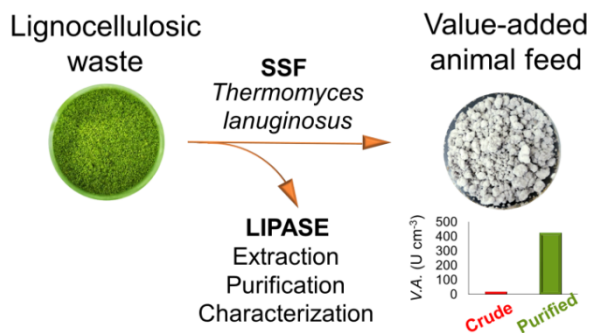 Lignocellulosic
waste
SSF
Thermomyces
lanuginosus
Value-added
animal feed
LIPASE
Extraction
Purification
Characterization
V.A. (U cm-3)
500
400
300
200
100
0
Crude
Purified